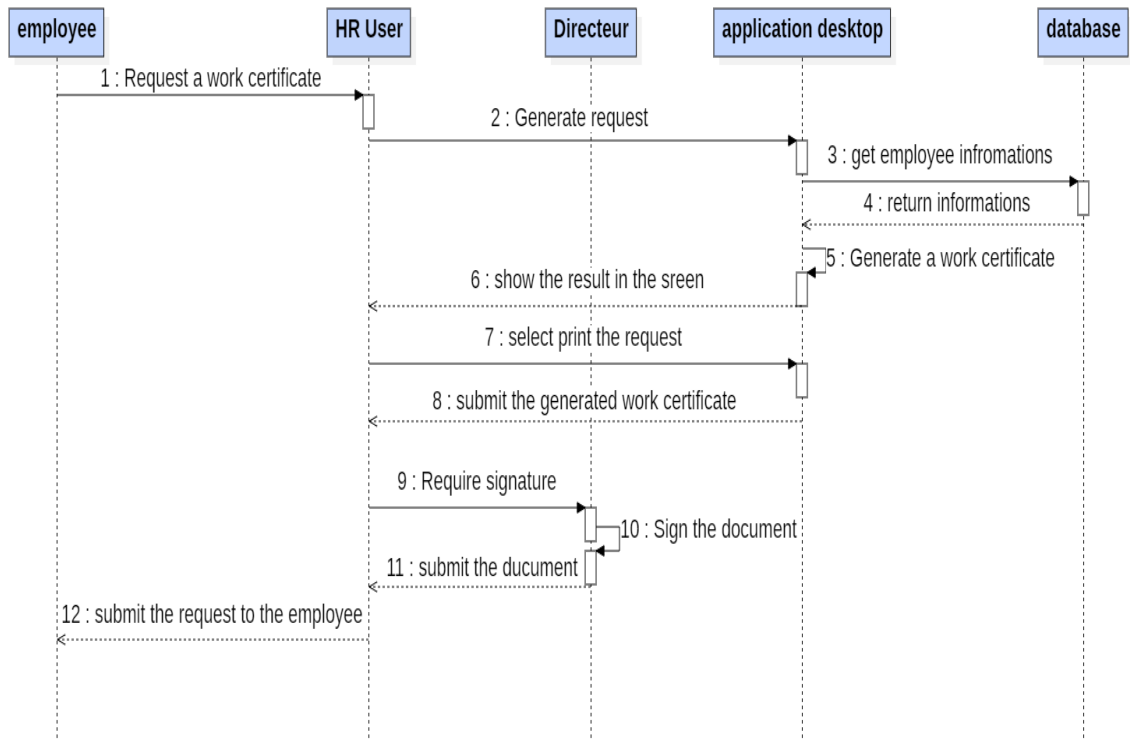 employee
HR User
Directeur
application desktop
database
1 : Request a work certificate
2 : Generate request
3 : get employee infromations
4 : return informations
5 : Generate a work certificate
6 : show the result in the sreen
7 : select print the request
8 : submit the generated work certificate
9 : Require signature
10 : Sign the document
11 : submit the ducument
12 : submit the request to the employee